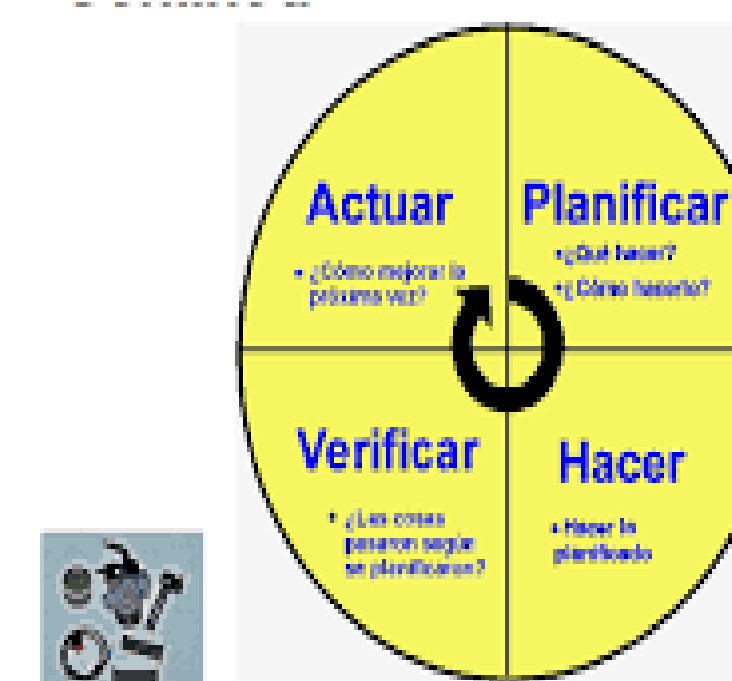 Actuar
• ¿Cómo mejorar la
próxima vez?
Planificar
•¿Qué hacer?
•¿Cómo hacerlo?
Verificar
• ¿Las cosas
pasaron según
se planificaron?
Hacer
• Hacer lo
planificado